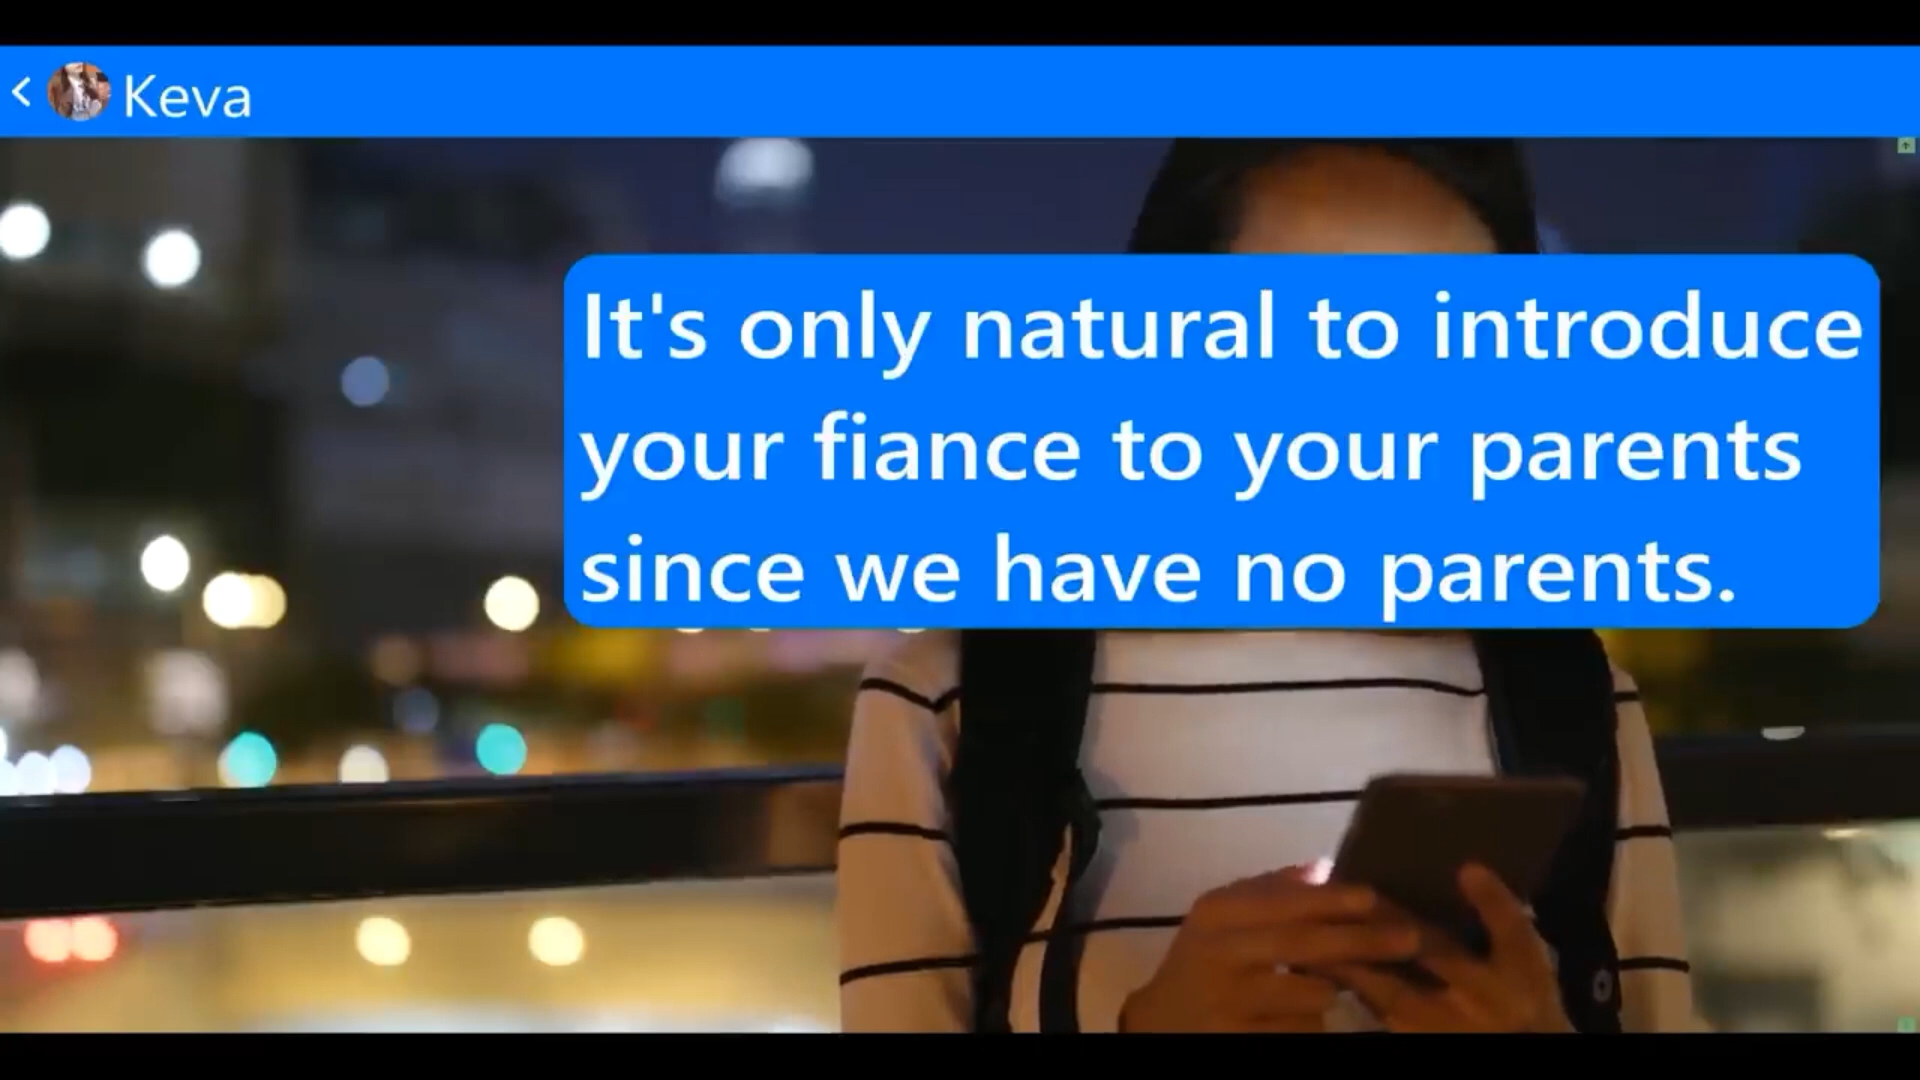 Keva
It's only natural to introduce
your fiance to your parents
since we have no parents.